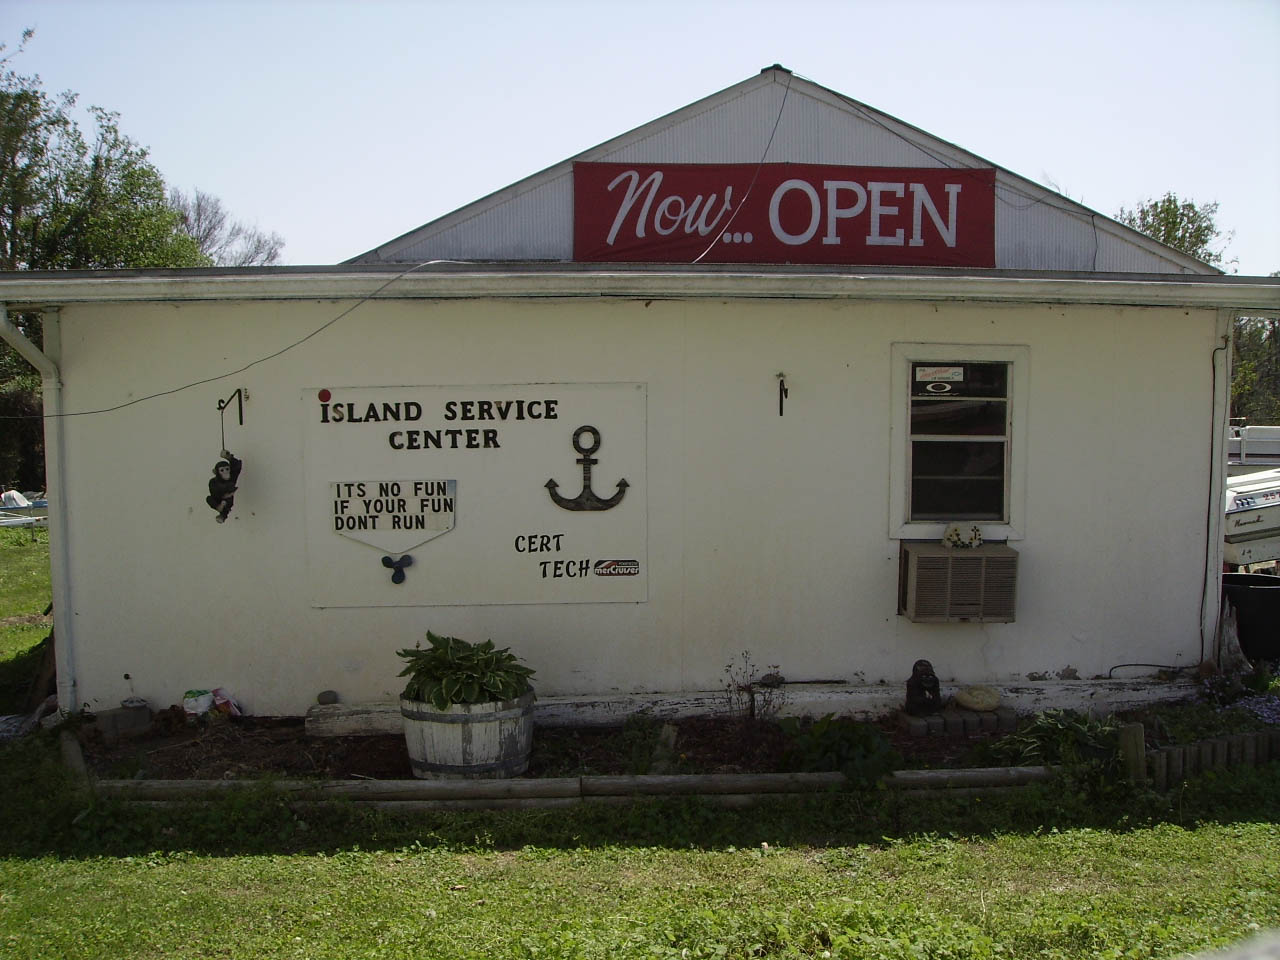 Now... OPEN
ISLAND SERVICE
CENTER
ITS NO FUN
IF YOUR FUN
DONT RUN
CERT
TECH
merCruiser